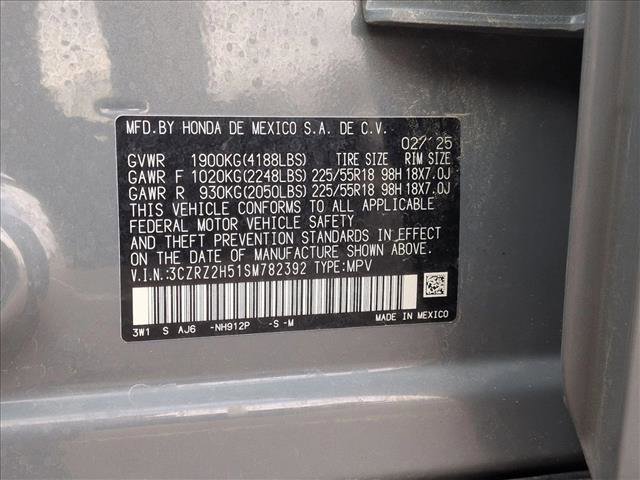 MFD.BY HONDA DE MEXICO S.A. DE C.V.
02/'25
GVWR 1900KG(4188LBS) TIRE SIZE RIM SIZE
GAWR F 1020KG(2248LBS) 225/55R18 98H 18X7.0J
GAWR R 930KG(2050LBS) 225/55R18 98H 18X7.0J
THIS VEHICLE CONFORMS TO ALL APPLICABLE
FEDERAL MOTOR VEHICLE SAFETY
AND THEFT PREVENTION STANDARDS IN EFFECT
ON THE DATE OF MANUFACTURE SHOWN ABOVE.
V.I.N.:3CZRZ2H51SM782392 TYPE:MPV
3W1 S AJ6 -NH912P -S -M
MADE IN MEXICO